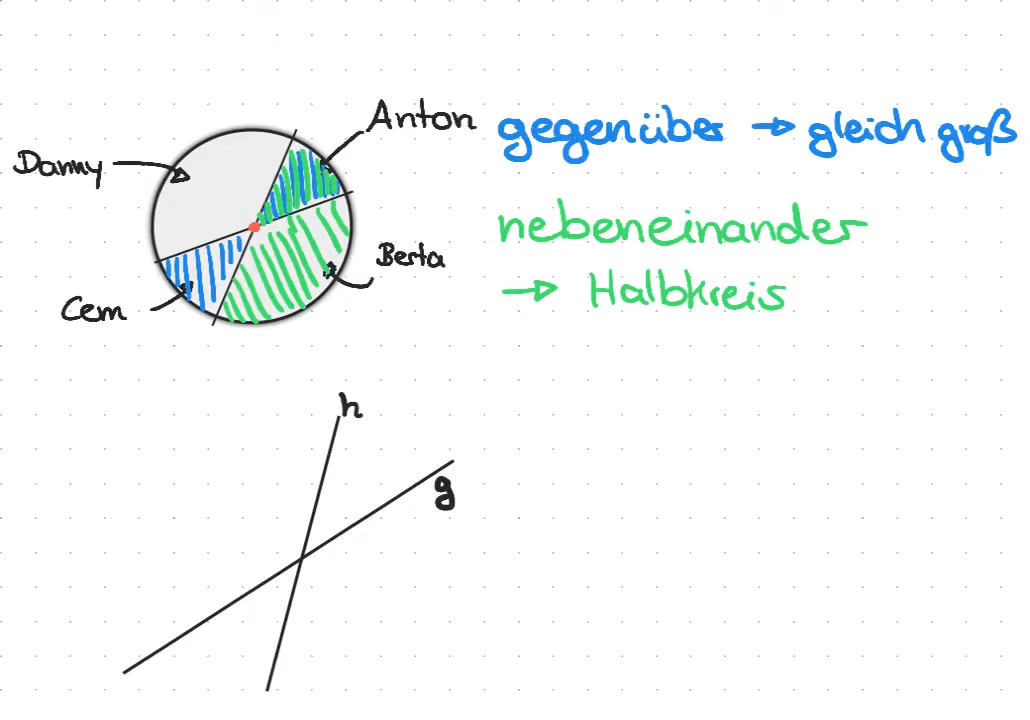 Anton
gegenüber → gleich groß
Danny
nebeneinander
Berta
→ Halbkreis
Cem
h
g